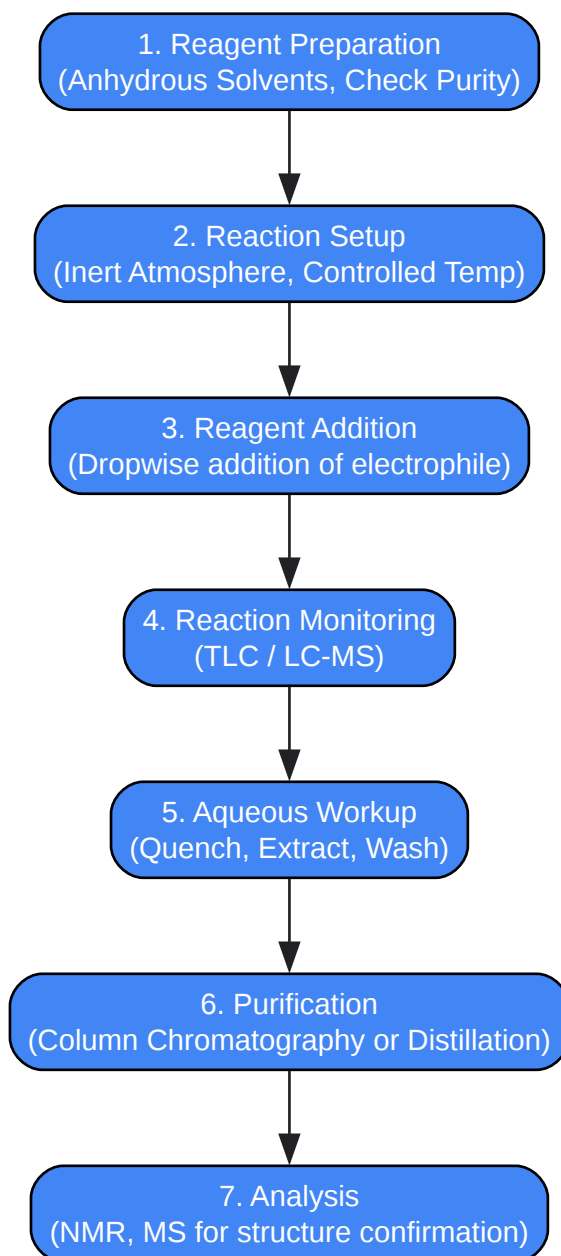 1. Reagent Preparation
(Anhydrous Solvents, Check Purity)
2. Reaction Setup
(Inert Atmosphere, Controlled Temp)
3. Reagent Addition
(Dropwise addition of electrophile)
4. Reaction Monitoring
(TLC / LC-MS)
5. Aqueous Workup
(Quench, Extract, Wash)
6. Purification
(Column Chromatography or Distillation)
7. Analysis
(NMR, MS for structure confirmation)